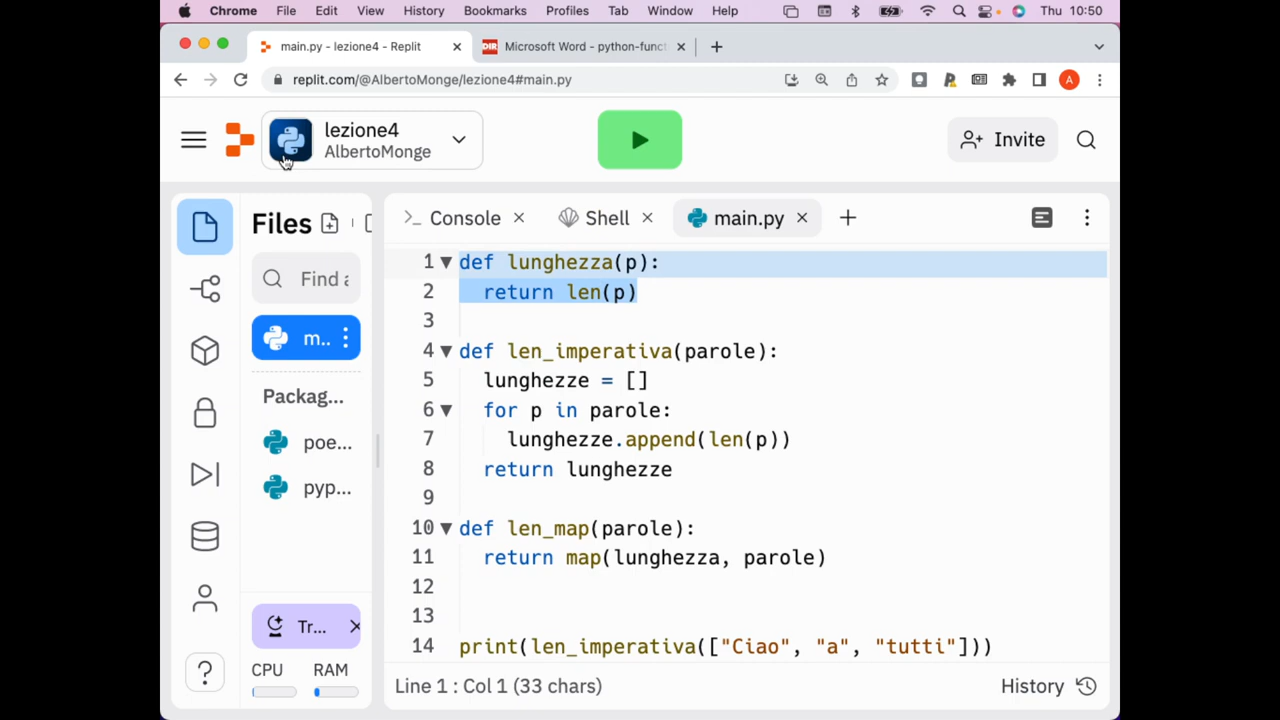 Chrome File Edit View History Bookmarks Profiles Tab Window Help Thu 10:50
main.py - lezione4 - Replit
DIR Microsoft Word - python-funct
replit.com/@AlbertoMonge/lezione4#main.py
A
lezione4
AlbertoMonge
Invite
Files
Find a
m..
Packag...
poe...
pyp...
Tr...
CPU RAM
Console
Shell
main.py
1 def lunghezza(p):
2 return len(p)
3
4 def len_imperativa(parole):
5 lunghezze = []
6 for p in parole:
7 lunghezze.append(len(p))
8 return lunghezze
9
10 def len_map(parole):
11 return map(lunghezza, parole)
12
13
14 print(len_imperativa(["Ciao", "a", "tutti"]))
Line 1 : Col 1 (33 chars)
History